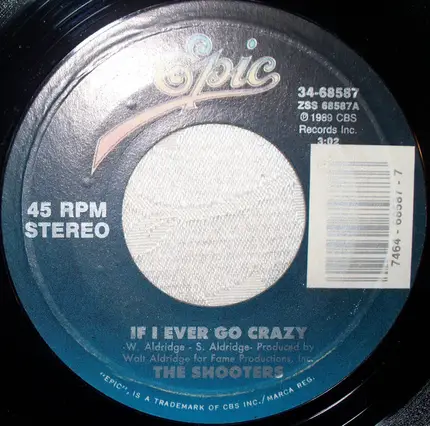 Epic
34-68587
ZSS 68587A
℗ 1989 CBS
Records Inc.
3:02
45 RPM
STEREO
7464 - 68587 - 7
IF I EVER GO CRAZY
W. Aldridge - S. Aldridge- Produced by
Walt Aldridge for Fame Productions, Inc.
THE SHOOTERS
"EPIC", IS A TRADEMARK OF CBS INC./MARCA REG.